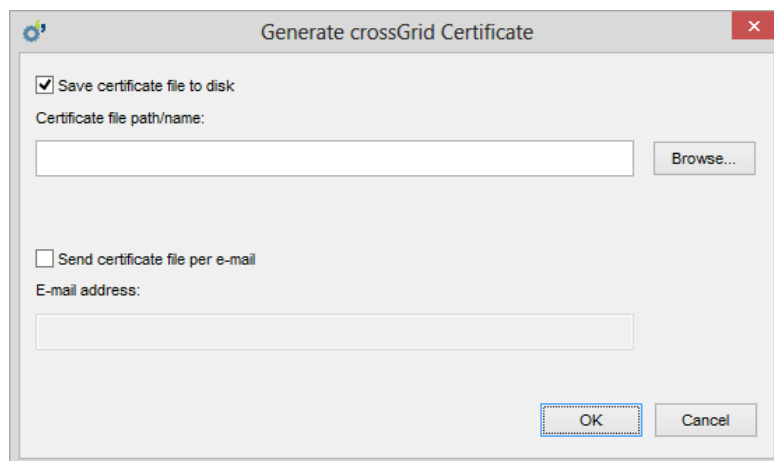 Generate crossGrid Certificate
Save certificate file to disk
Certificate file path/name:
Browse...
Send certificate file per e-mail
E-mail address:
OK Cancel